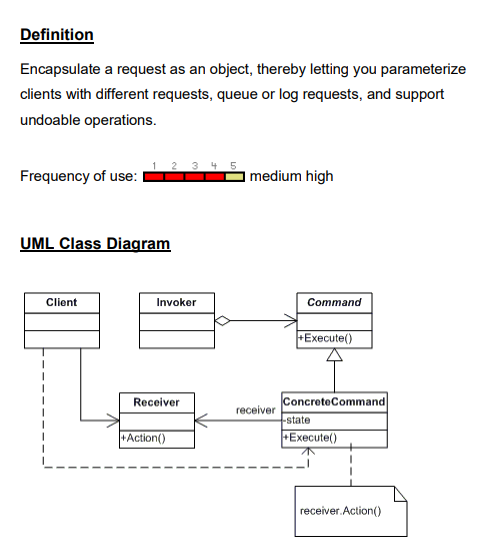 Definition
Encapsulate a request as an object, thereby letting you parameterize
clients with different requests, queue or log requests, and support
undoable operations.
1 2 3 4 5
Frequency of use: medium high
UML Class Diagram
Client Invoker Command
+Execute()
Receiver receiver ConcreteCommand
-state
+Action() +Execute()
receiver.Action()